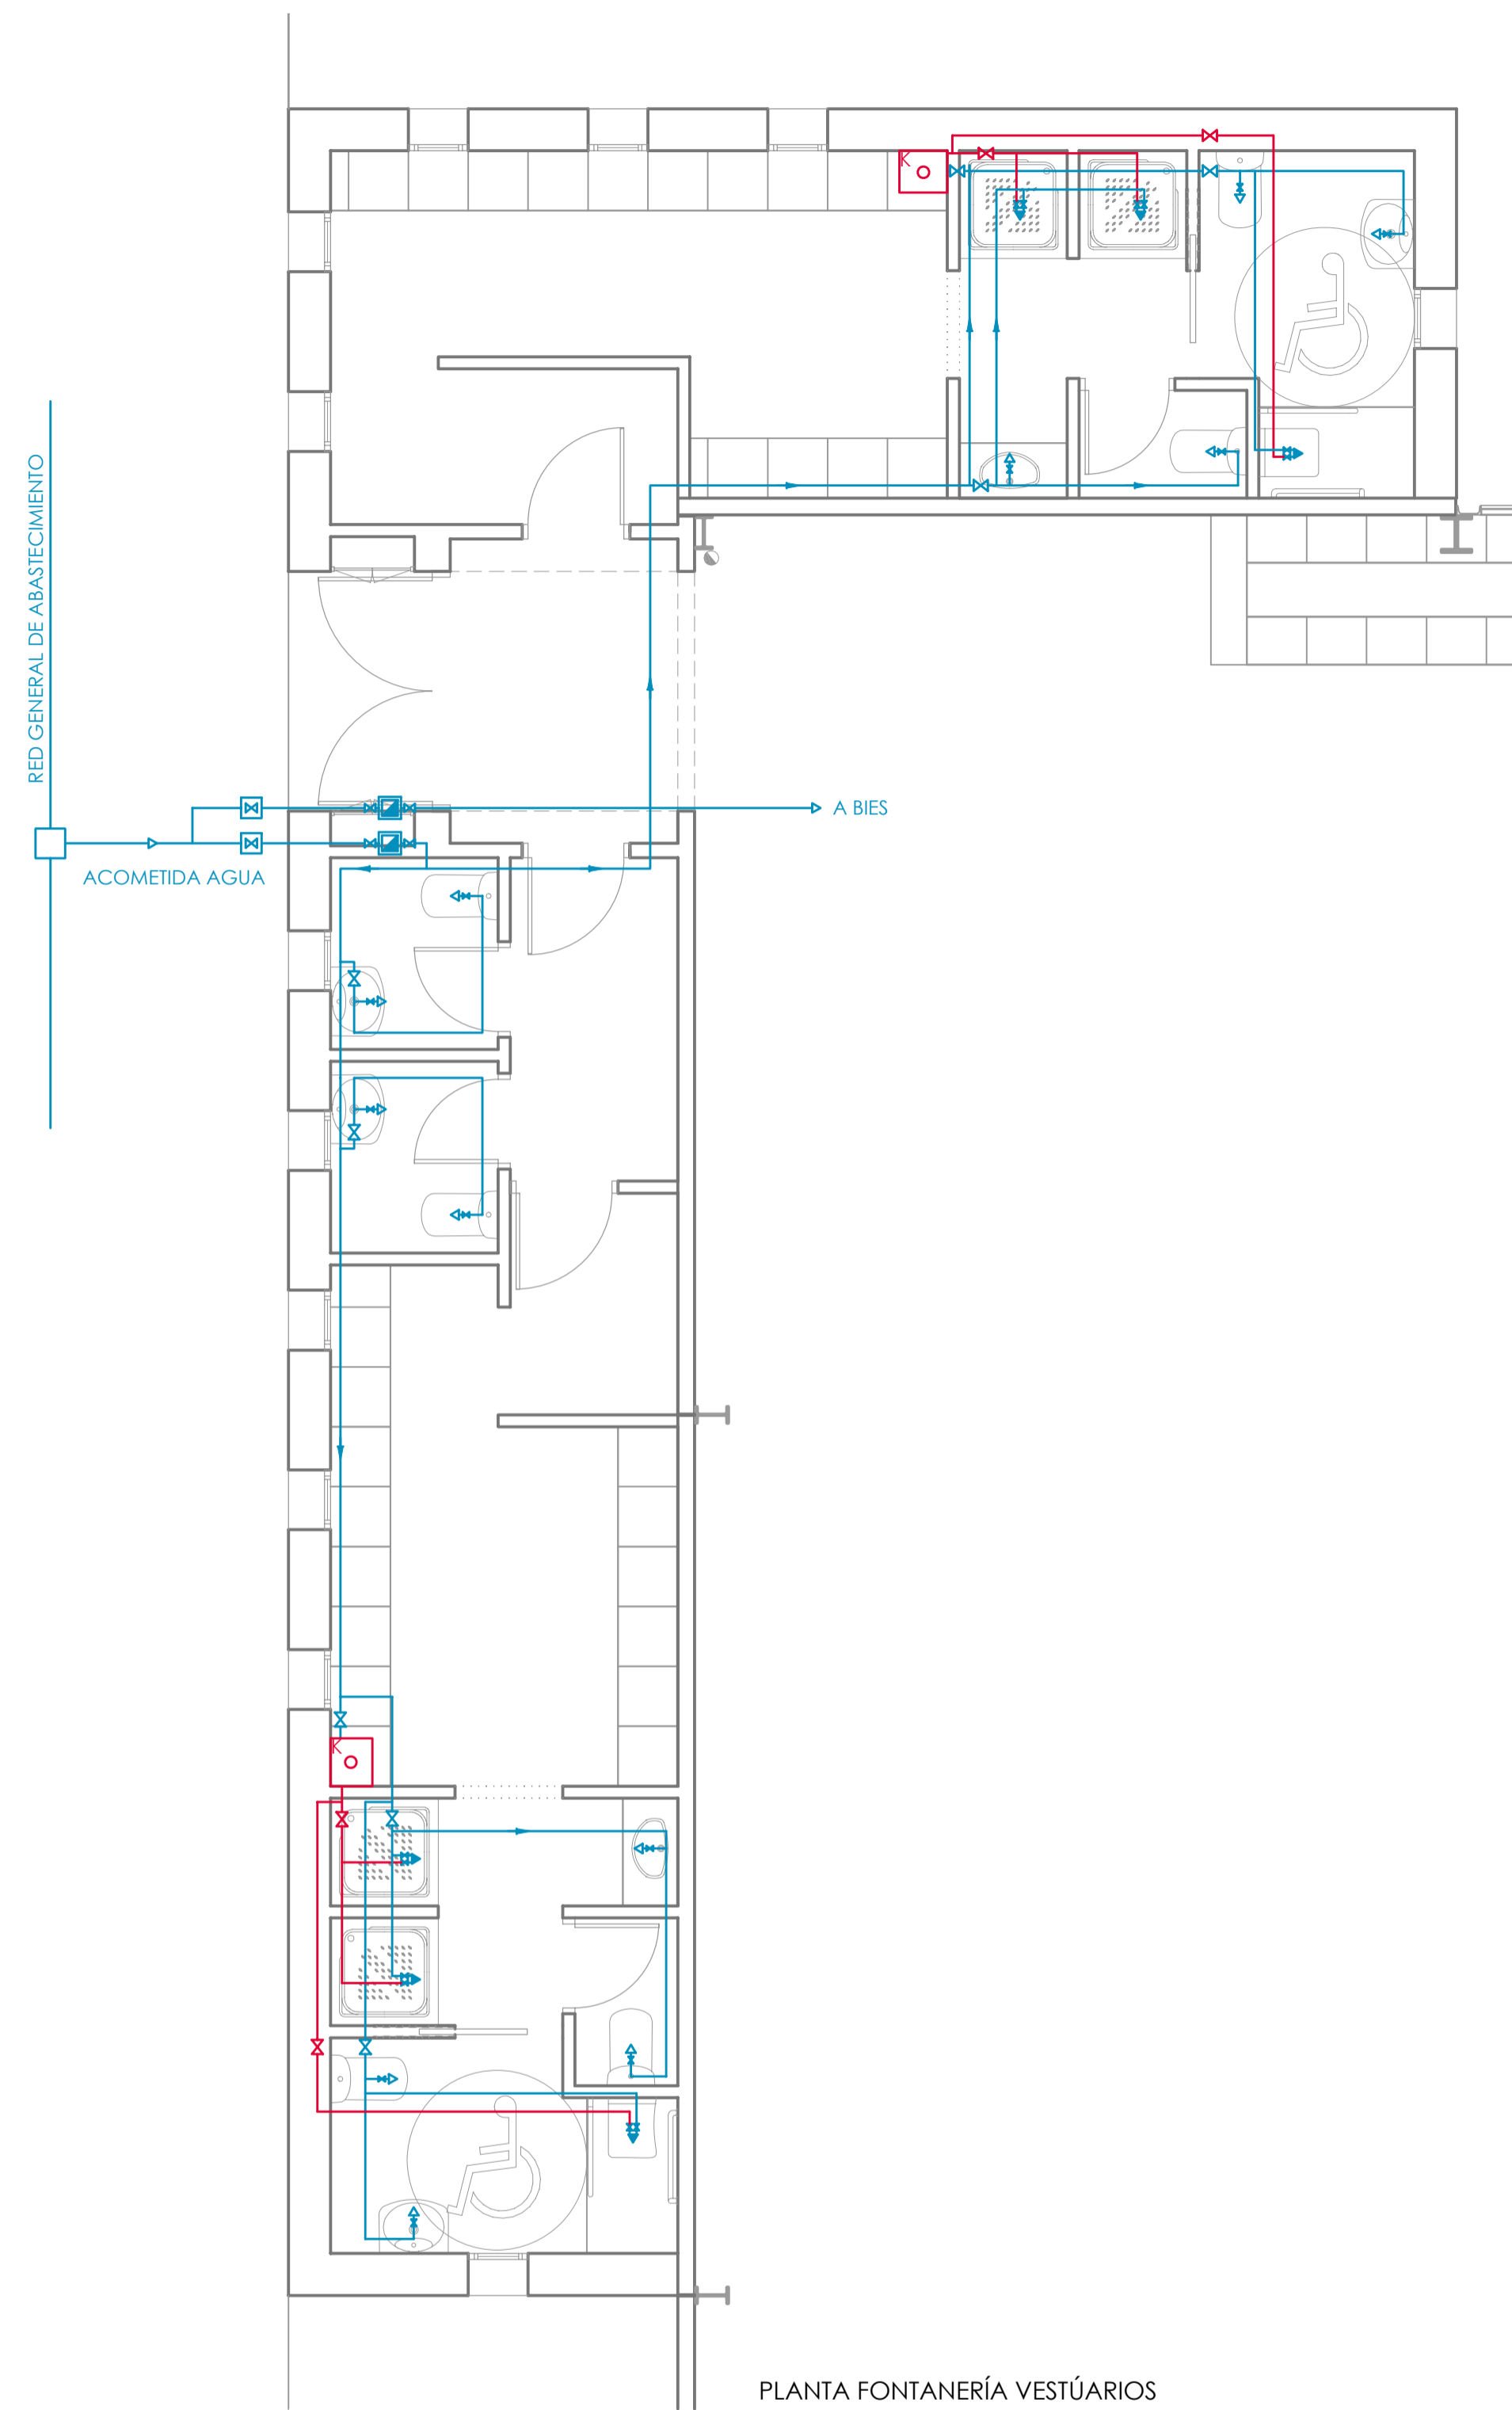 K
RED GENERAL DE ABASTECIMIENTO
A BIES
ACOMETIDA AGUA
K
PLANTA FONTANERÍA VESTÚARIOS